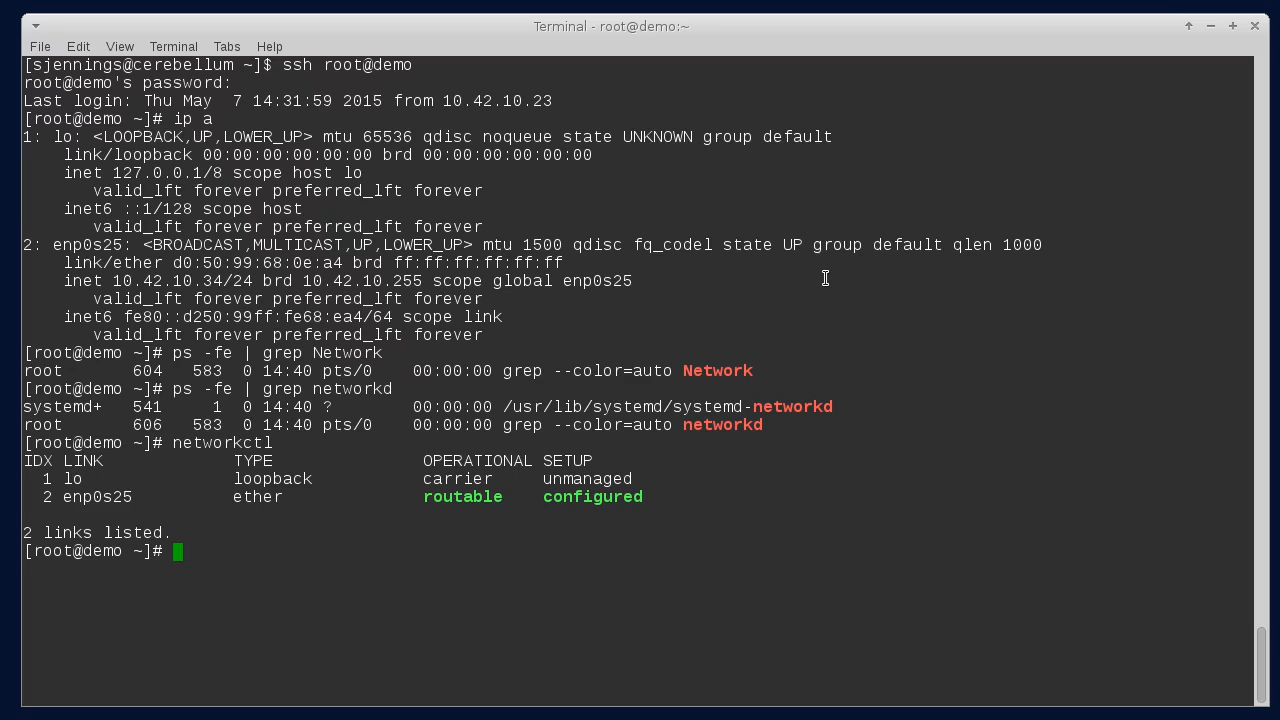 Terminal - root@demo:~
File Edit View Terminal Tabs Help
[sjennings@cerebellum ~]$ ssh root@demo
root@demo's password:
Last login: Thu May  7 14:31:59 2015 from 10.42.10.23
[root@demo ~]# ip a
1: lo: <LOOPBACK,UP,LOWER_UP> mtu 65536 qdisc noqueue state UNKNOWN group default
    link/loopback 00:00:00:00:00:00 brd 00:00:00:00:00:00
    inet 127.0.0.1/8 scope host lo
       valid_lft forever preferred_lft forever
    inet6 ::1/128 scope host
       valid_lft forever preferred_lft forever
2: enp0s25: <BROADCAST,MULTICAST,UP,LOWER_UP> mtu 1500 qdisc fq_codel state UP group default qlen 1000
    link/ether d0:50:99:68:0e:a4 brd ff:ff:ff:ff:ff:ff
    inet 10.42.10.34/24 brd 10.42.10.255 scope global enp0s25
       valid_lft forever preferred_lft forever
    inet6 fe80::d250:99ff:fe68:ea4/64 scope link
       valid_lft forever preferred_lft forever
[root@demo ~]# ps -fe | grep Network
root       604   583  0 14:40 pts/0    00:00:00 grep --color=auto Network
[root@demo ~]# ps -fe | grep networkd
systemd+   541     1  0 14:40 ?        00:00:00 /usr/lib/systemd/systemd-networkd
root       606   583  0 14:40 pts/0    00:00:00 grep --color=auto networkd
[root@demo ~]# networkctl
IDX LINK             TYPE               OPERATIONAL SETUP
  1 lo               loopback           carrier     unmanaged
  2 enp0s25          ether              routable    configured
2 links listed.
[root@demo ~]#